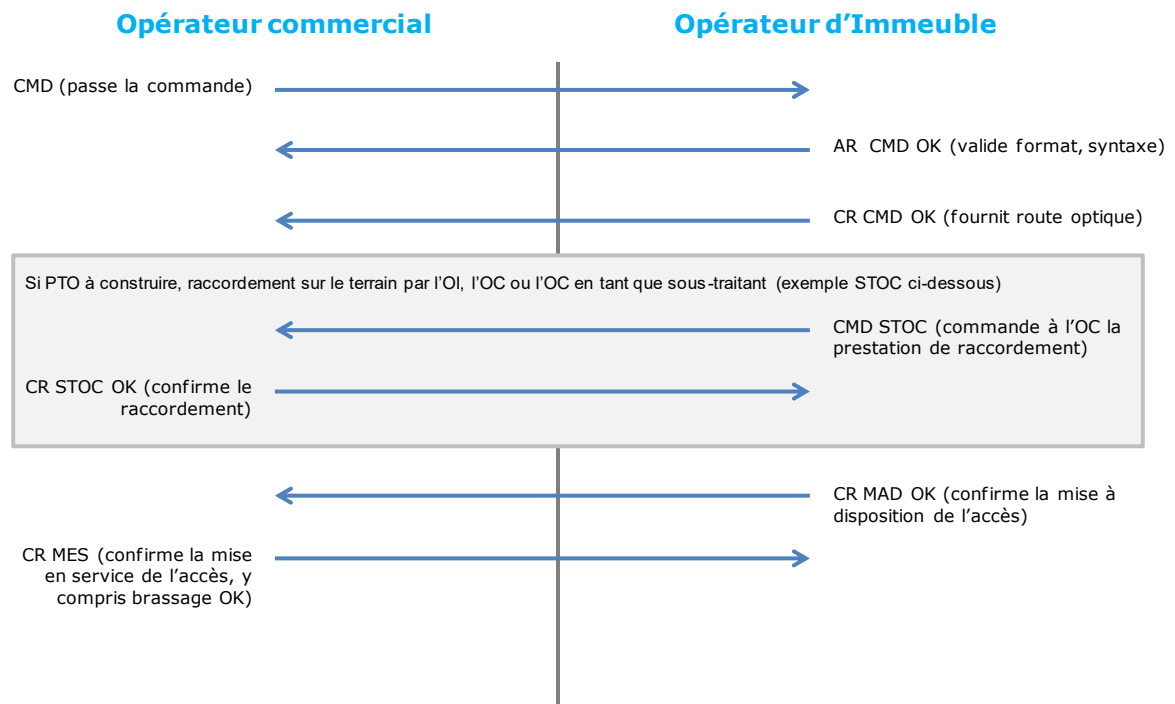 Opérateur commercial
Opérateur d'Immeuble
CMD (passe la commande)
AR CMD OK (valide format, syntaxe)
CR CMD OK (fournit route optique)
Si PTO à construire, raccordement sur le terrain par l'OI, l'OC ou l'OC en tant que sous-traitant (exemple STOC ci-dessous)
CMD STOC (commande à l'OC la
prestation de raccordement)
CR STOC OK (confirme le
raccordement)
CR MAD OK (confirme la mise à
disposition de l'accès)
CR MES (confirme la mise
en service de l'accès, y
compris brassage OK)